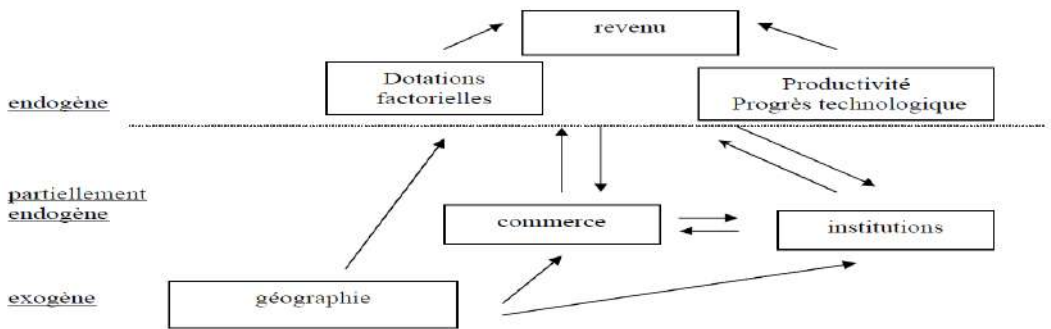 revenu
Dotations
factorielles
Productivité
Progrès technologique
endogène
partiellement
endogène
commerce
institutions
exogène
géographie